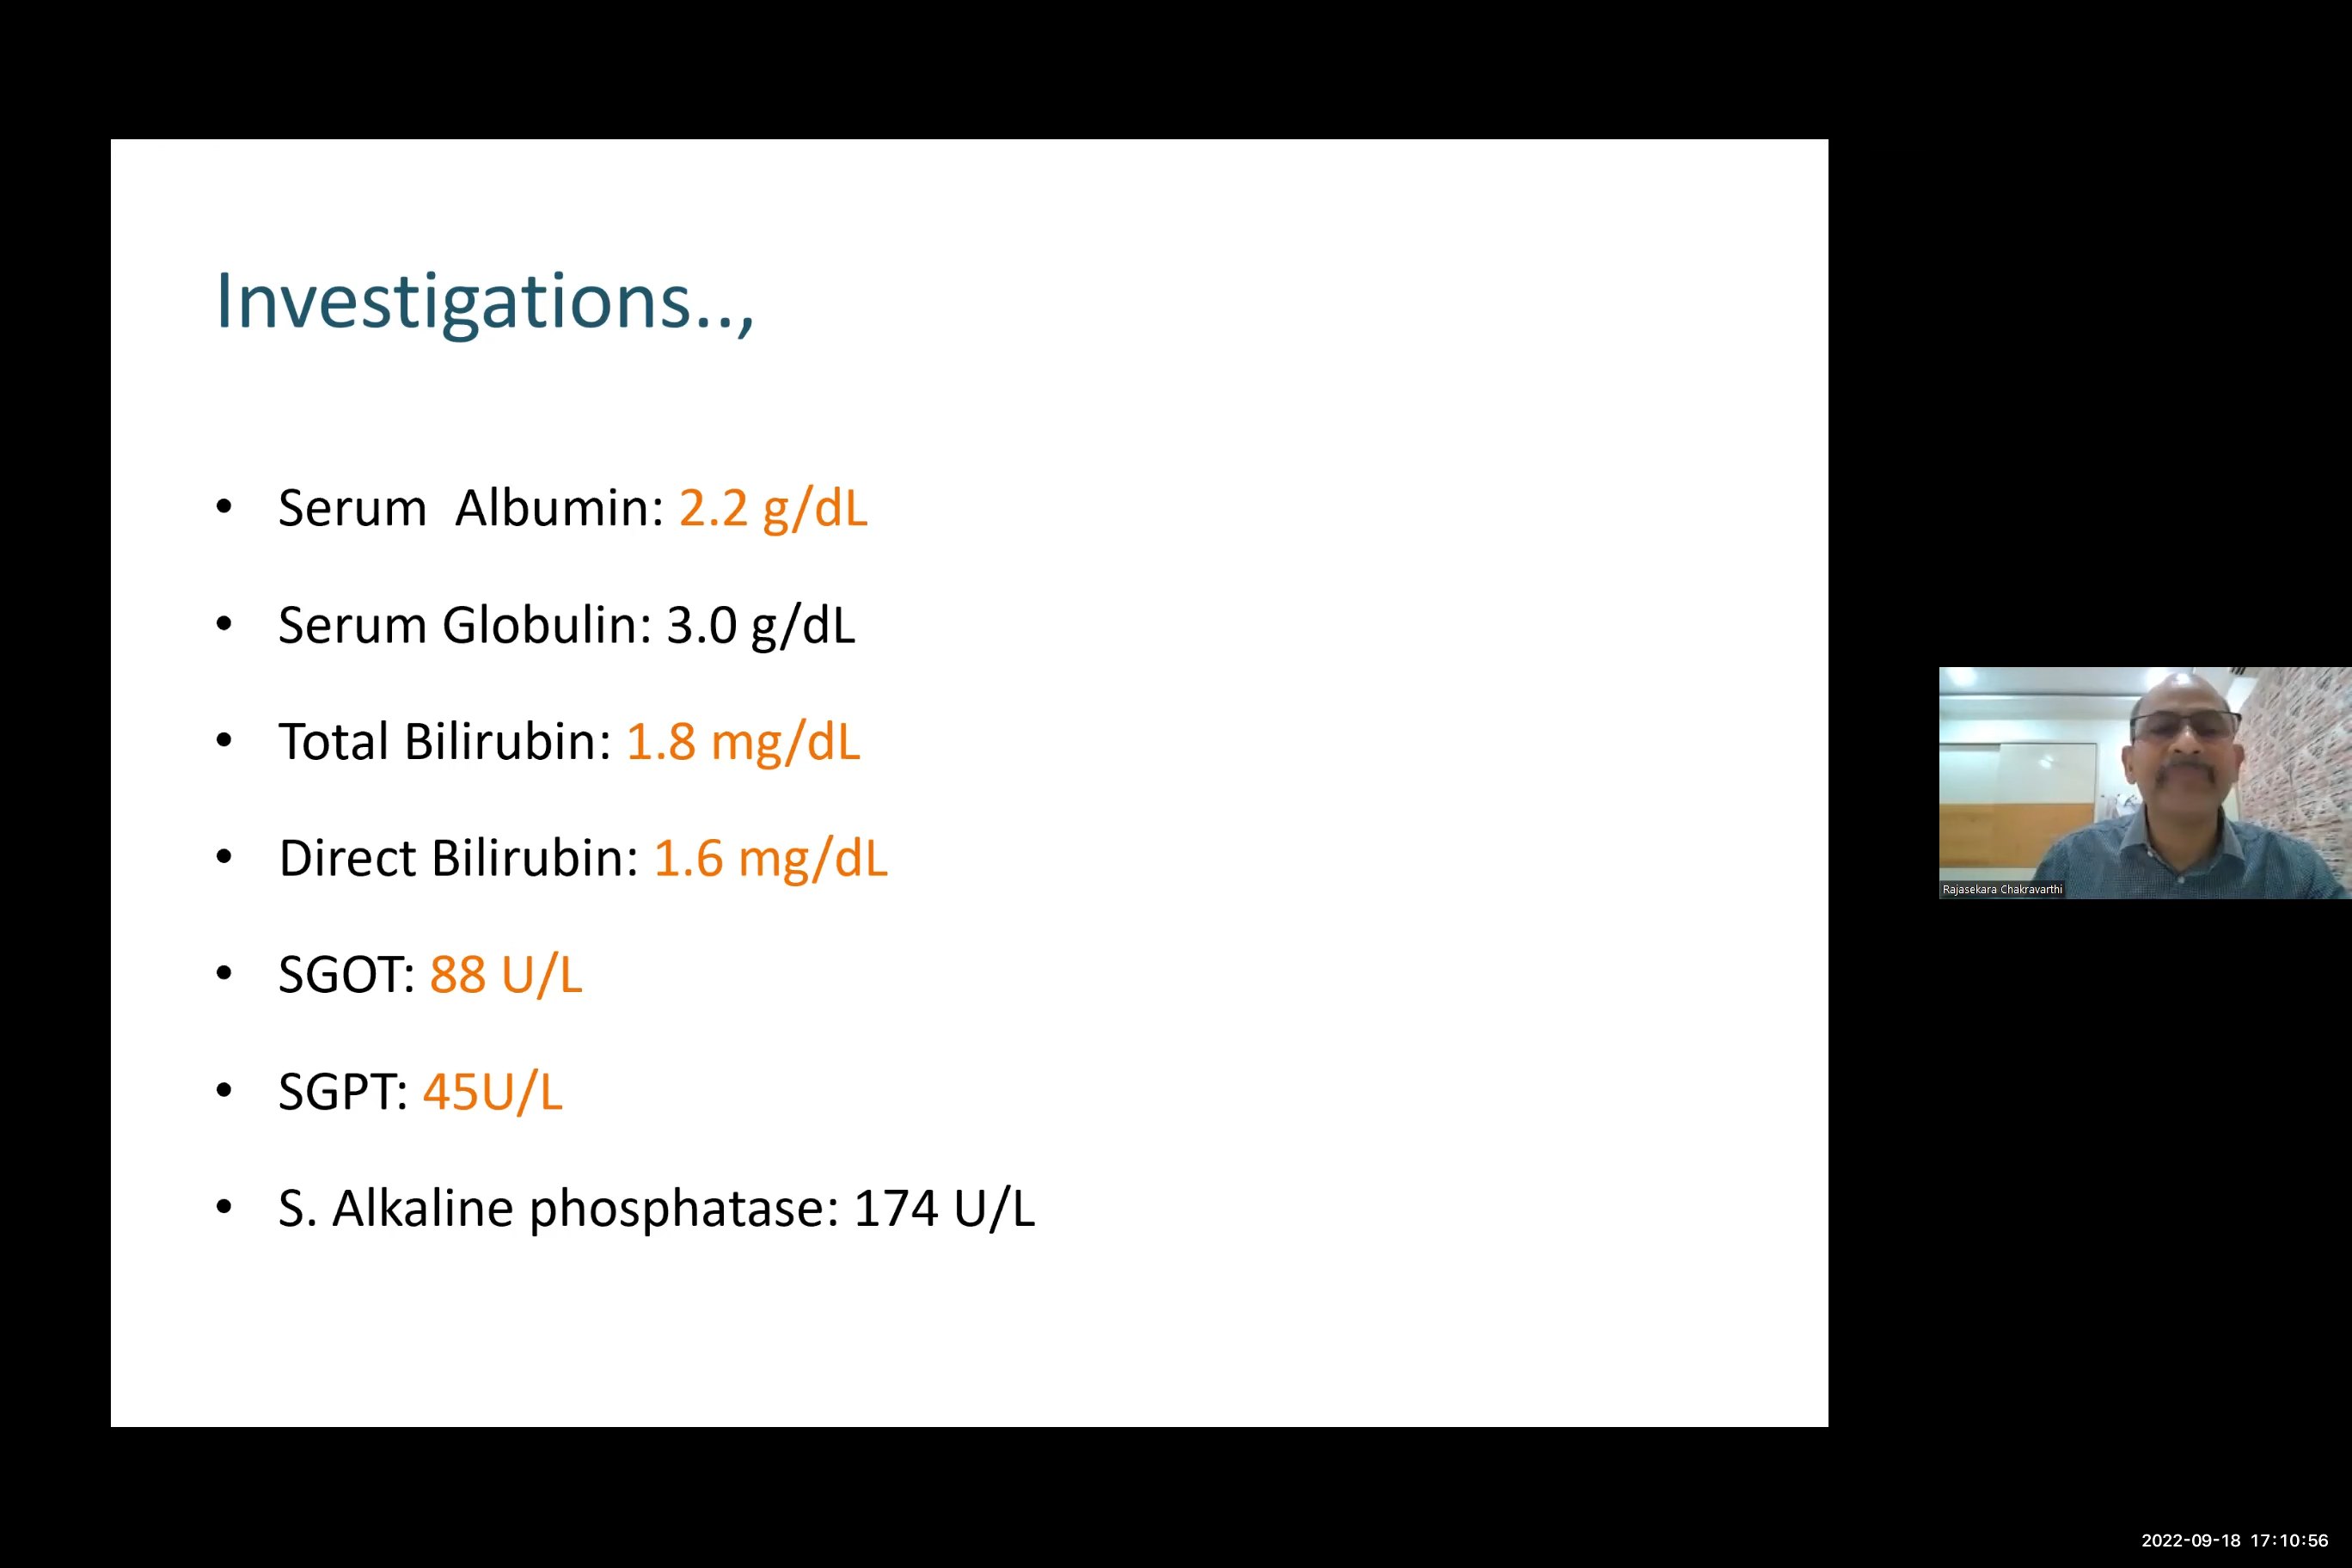 Investigations..,
• Serum  Albumin: 2.2 g/dL
• Serum Globulin: 3.0 g/dL
• Total Bilirubin: 1.8 mg/dL
• Direct Bilirubin: 1.6 mg/dL
• SGOT: 88 U/L
• SGPT: 45U/L
• S. Alkaline phosphatase: 174 U/L
Rajasekara Chakravarthi
2022-09-18 17:10:56